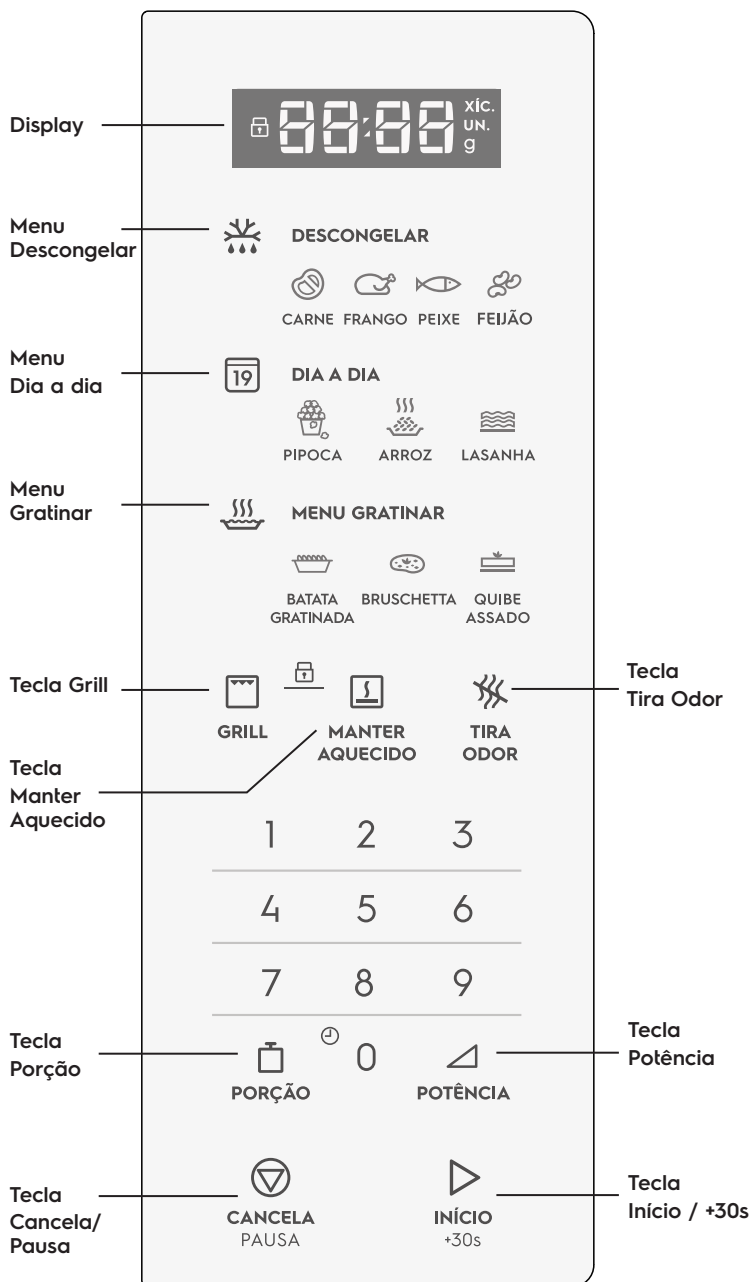 Display
88:88
XÍC.
UN.
g
Menu
Descongelar
DESCONGELAR
CARNE FRANGO PEIXE FEIJÃO
Menu
Dia a dia
19
DIA A DIA
PIPOCA ARROZ LASANHA
Menu
Gratinar
MENU GRATINAR
BATATA
GRATINADA
BRUSCHETTA
QUIBE
ASSADO
Tecla Grill
GRILL
MANTER
AQUECIDO
TIRA
ODOR
Tecla
Tira Odor
Tecla
Manter
Aquecido
1 2 3
4 5 6
7 8 9
Tecla
Porção
PORÇÃO
0
POTÊNCIA
Tecla
Potência
Tecla
Cancela/
Pausa
CANCELA
PAUSA
INÍCIO
+30s
Tecla
Início / +30s